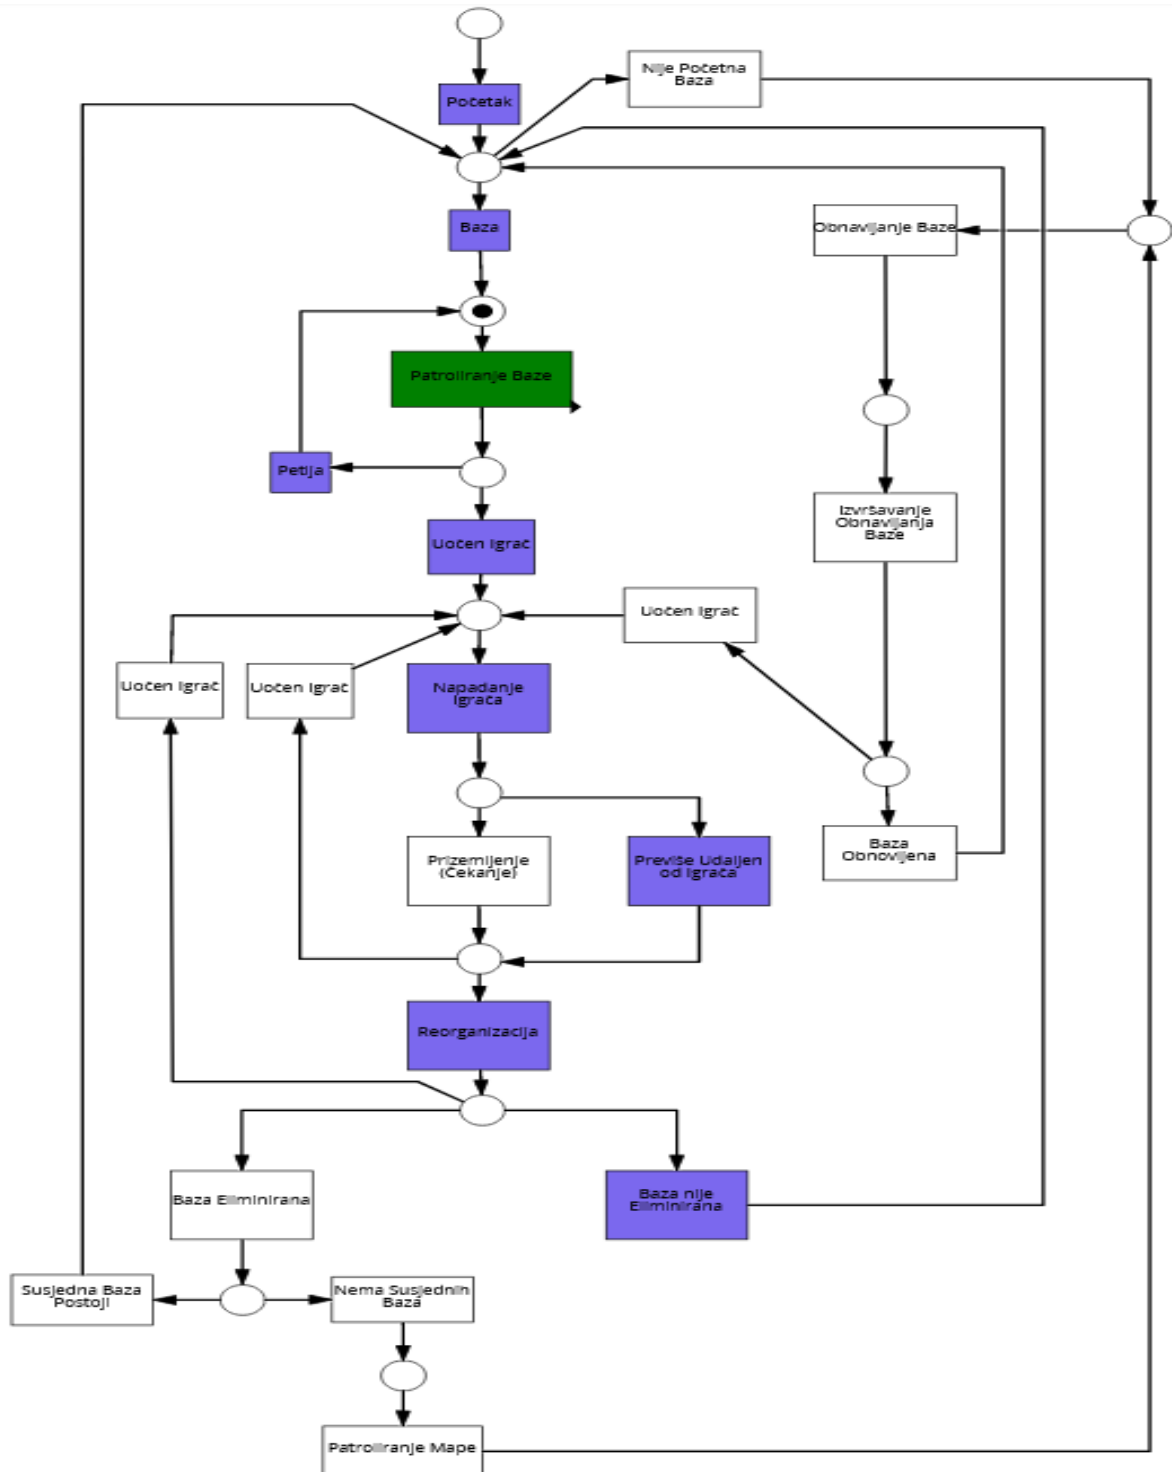 Nije Početna
Baza
Početak
Baza
Obnavljanje Baze
Patroliranje Baze
Petlja
Izvršavanje
Obnavljanja
Baze
Uočen Igrač
Uočen Igrač
Uočen Igrač
Uočen Igrač
Napadanje
Igrača
Prizemljenje
(Čekanje)
Previše Udaljen
od Igrača
Baza
Obnovljena
Reorganizacija
Baza Eliminirana
Baza nije
Eliminirana
Susjedna Baza
Postoji
Nema Susjednih
Baza
Patroliranje Mape